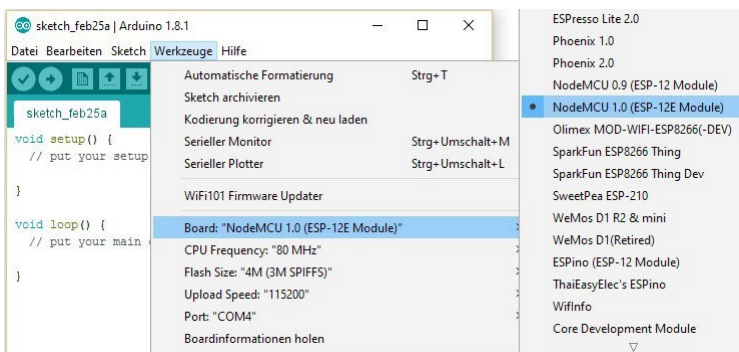 sketch_feb25a | Arduino 1.8.1
Datei Bearbeiten Sketch Werkzeuge Hilfe
sketch_feb25a
void setup() {
// put your setup
}
void loop() {
// put your main
}
Automatische Formatierung Strg+T
Sketch archivieren
Kodierung korrigieren & neu laden
Serieller Monitor Strg+Umschalt+M
Serieller Plotter Strg+Umschalt+L
WiFi101 Firmware Updater
Board: "NodeMCU 1.0 (ESP-12E Module)"
CPU Frequency: "80 MHz"
Flash Size: "4M (3M SPIFFS)"
Upload Speed: "115200"
Port: "COM4"
Boardinformationen holen
ESPresso Lite 2.0
Phoenix 1.0
Phoenix 2.0
NodeMCU 0.9 (ESP-12 Module)
NodeMCU 1.0 (ESP-12E Module)
Olimex MOD-WIFI-ESP8266(-DEV)
SparkFun ESP8266 Thing
SparkFun ESP8266 Thing Dev
SweetPea ESP-210
WeMos D1 R2 & mini
WeMos D1(Retired)
ESPino (ESP-12 Module)
ThaiEasyElec's ESPino
WifInfo
Core Development Module